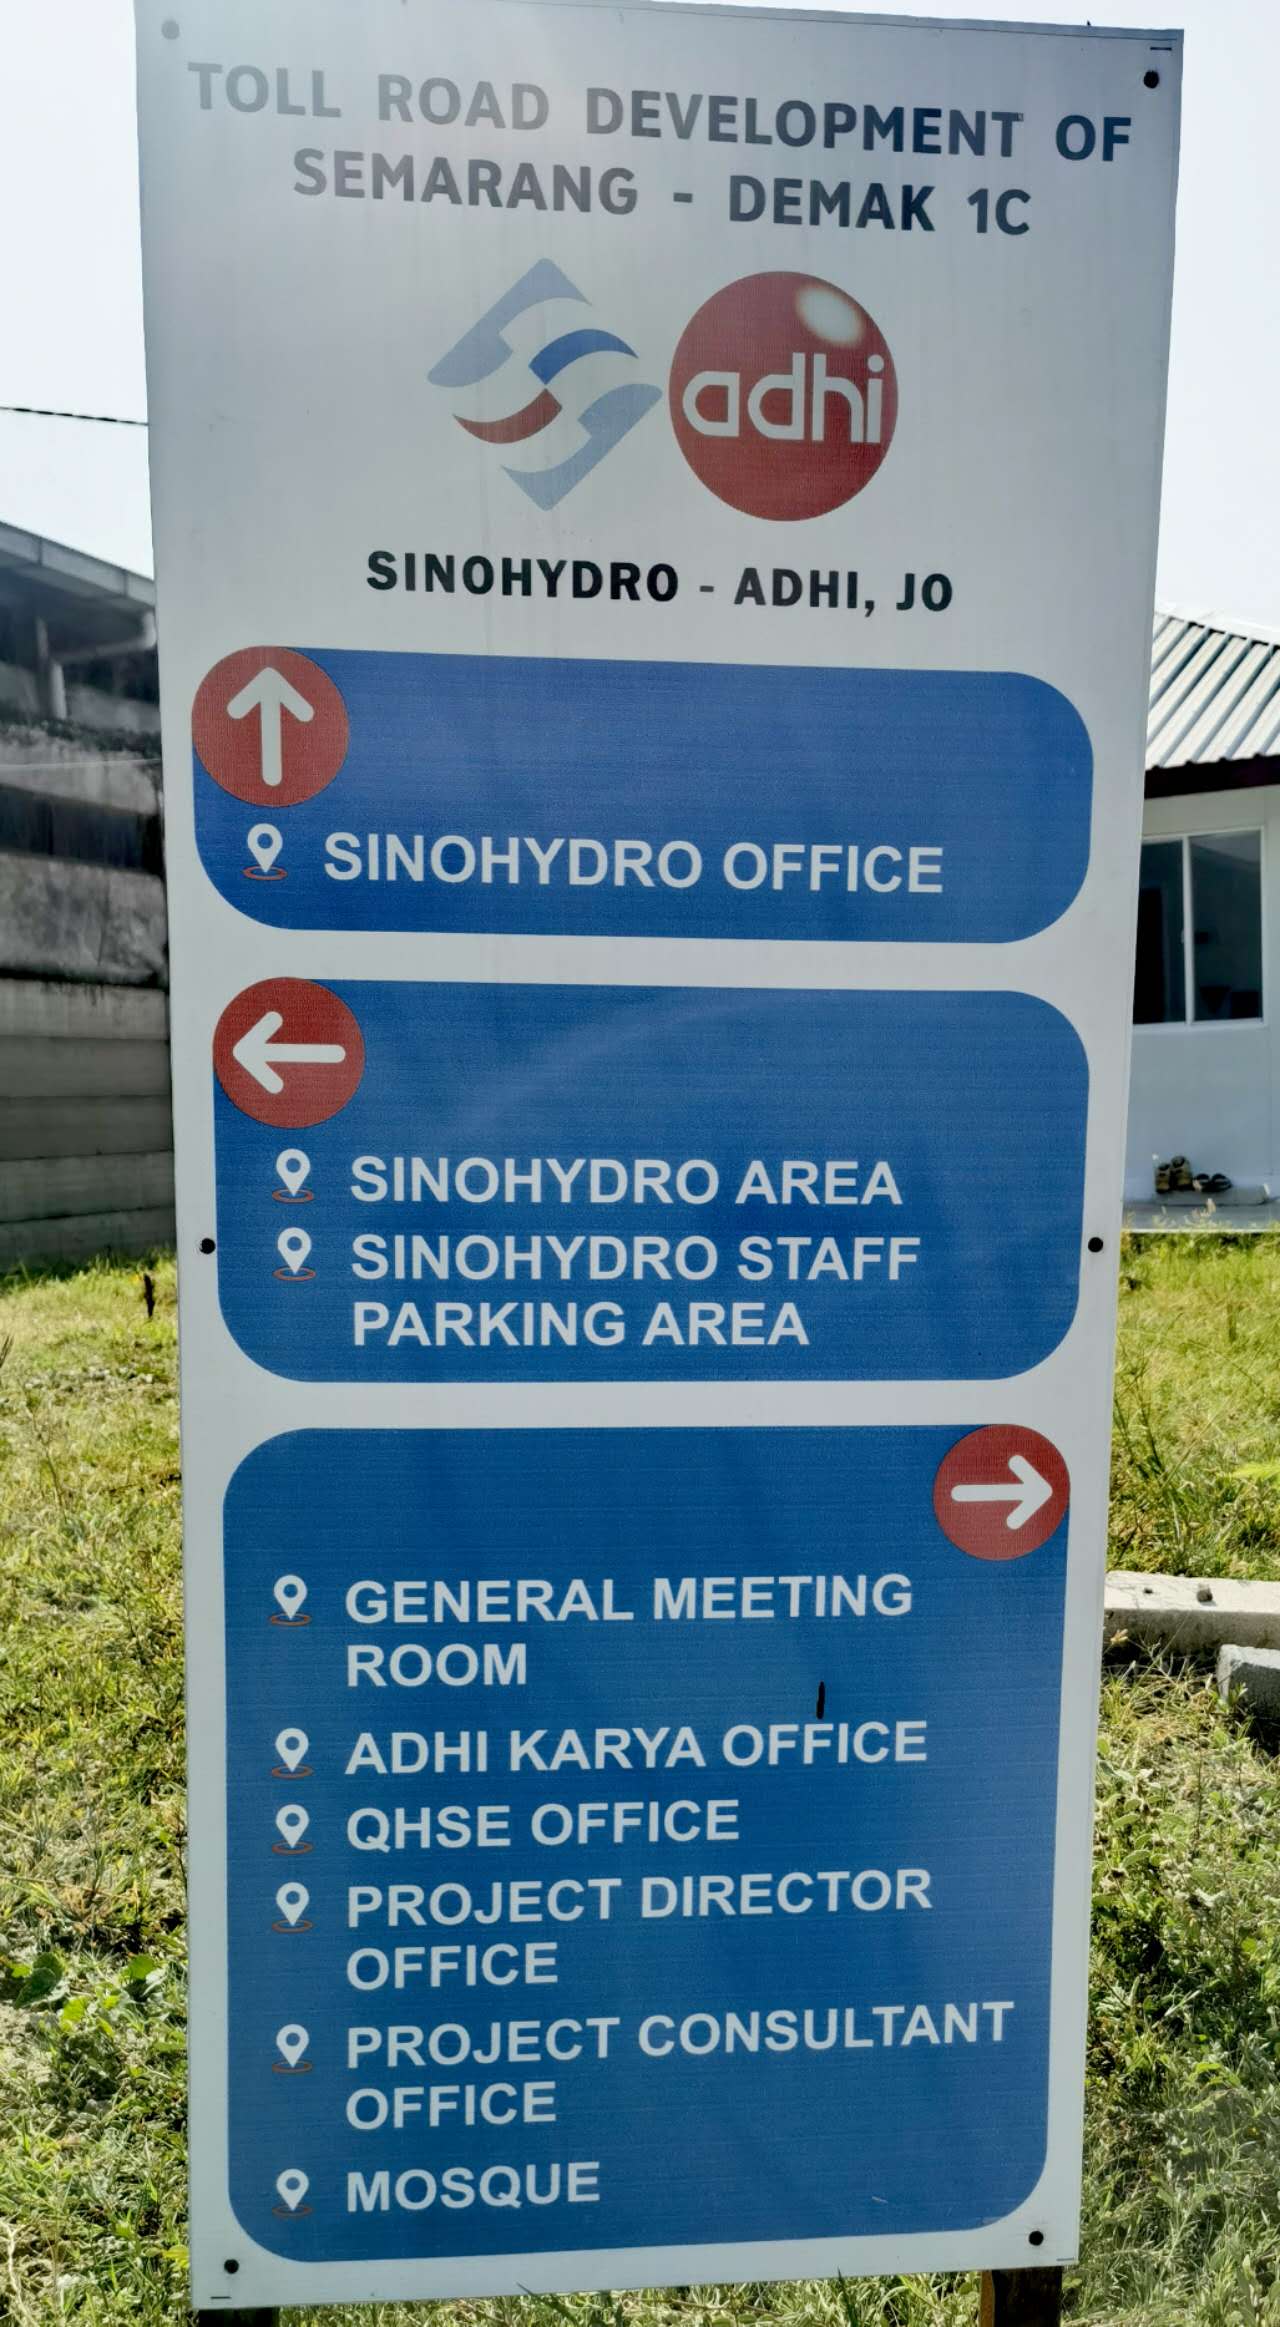 TOLL ROAD DEVELOPMENT OF
SEMARANG - DEMAK 1C
adhi
SINOHYDRO - ADHI, JO
SINOHYDRO OFFICE
SINOHYDRO AREA
SINOHYDRO STAFF
PARKING AREA
GENERAL MEETING
ROOM
ADHI KARYA OFFICE
QHSE OFFICE
PROJECT DIRECTOR
OFFICE
PROJECT CONSULTANT
OFFICE
MOSQUE